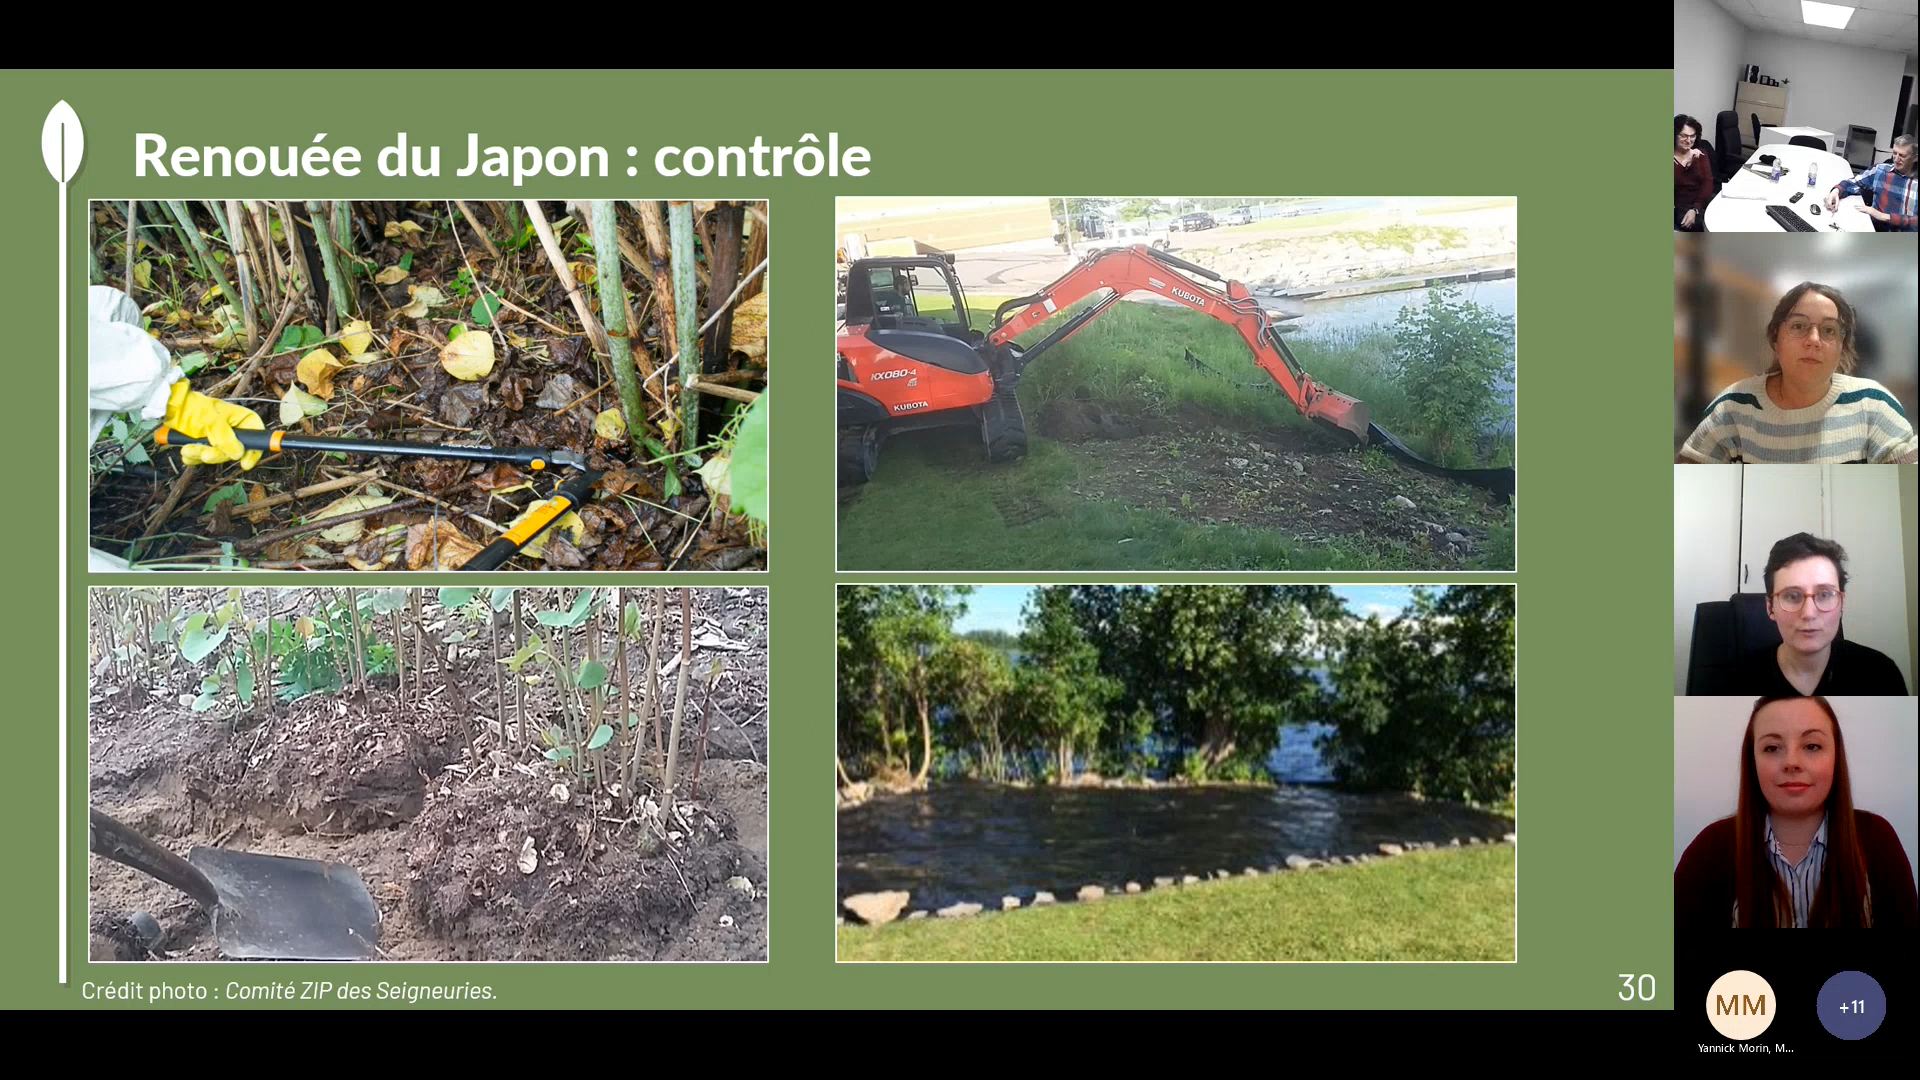 Renouée du Japon : contrôle
KUBOTA
KX080-4
KUBOTA
Crédit photo : Comité ZIP des Seigneuries.
30
MM
+11
Yannick Morin, M...